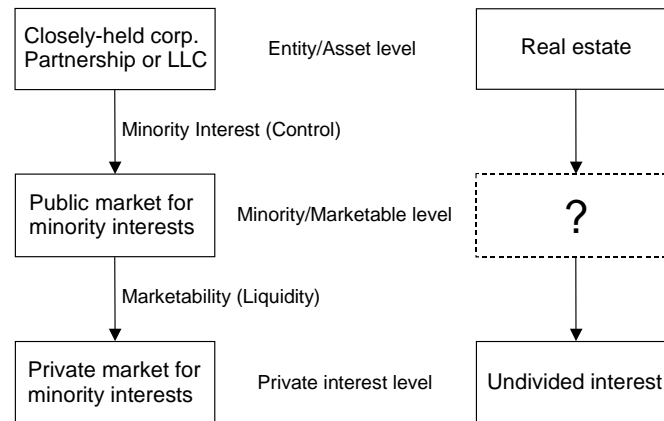 Closely-held corp.
Partnership or LLC
Entity/Asset level
Real estate
Minority Interest (Control)
Public market for
minority interests
Minority/Marketable level
?
Marketability (Liquidity)
Private market for
minority interests
Private interest level
Undivided interest